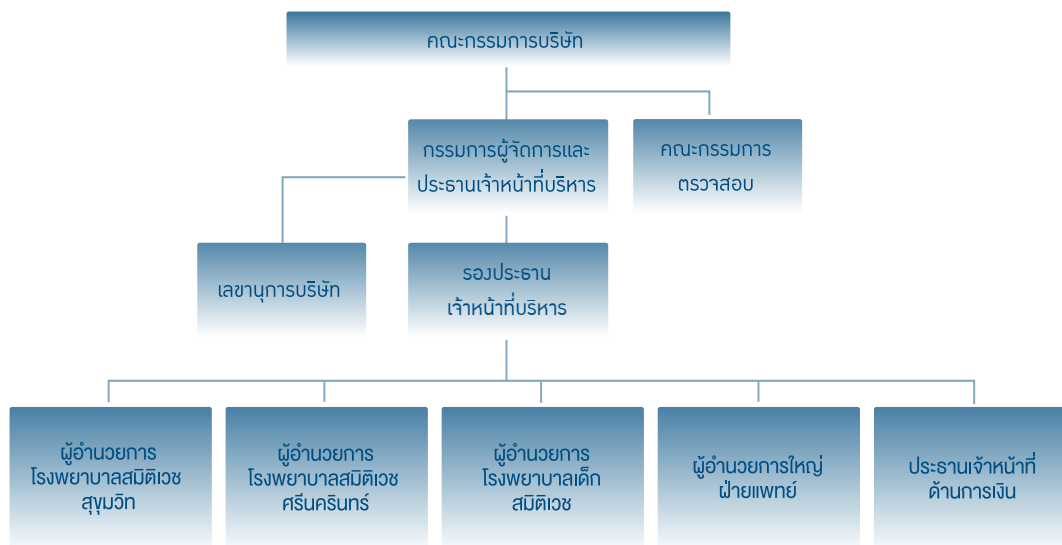 คณะกรรมการบริษัท
กรรมการผู้จัดการและ
ประธานเจ้าหน้าที่บริหาร
คณะกรรมการ
ตรวจสอบ
เลขานุการบริษัท
รองประธาน
เจ้าหน้าที่บริหาร
ผู้อำนวยการ
โรงพยาบาลสมิติเวช
สุขุมวิท
ผู้อำนวยการ
โรงพยาบาลสมิติเวช
ศรีนครินทร์
ผู้อำนวยการ
โรงพยาบาลเด็ก
สมิติเวช
ผู้อำนวยการใหญ่
ฝ่ายแพทย์
ประธานเจ้าหน้าที่
ด้านการเงิน